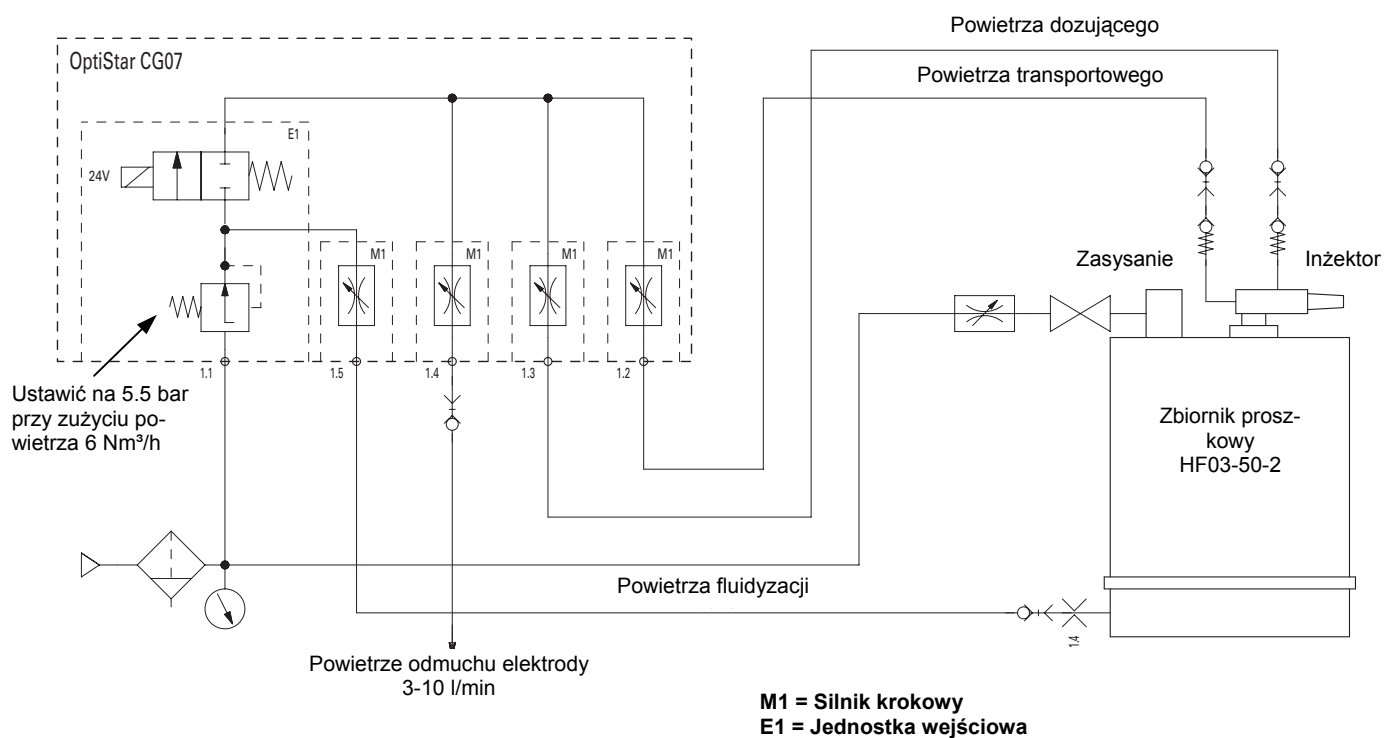 Powietrza dozującego
OptiStar CG07
Powietrza transportowego
E1
24V
M1
M1
M1
M1
Zasysanie
Inżektor
1.1
1.5
1.4
1.3
1.2
Ustawić na 5.5 bar
przy zużyciu po-
wietrza 6 Nm³/h
Zbiornik prosz-
kowy
HF03-50-2
Powietrza fluidyzacji
1.4
Powietrze odmuchu elektrody
3-10 l/min
M1 = Silnik krokowy
E1 = Jednostka wejściowa